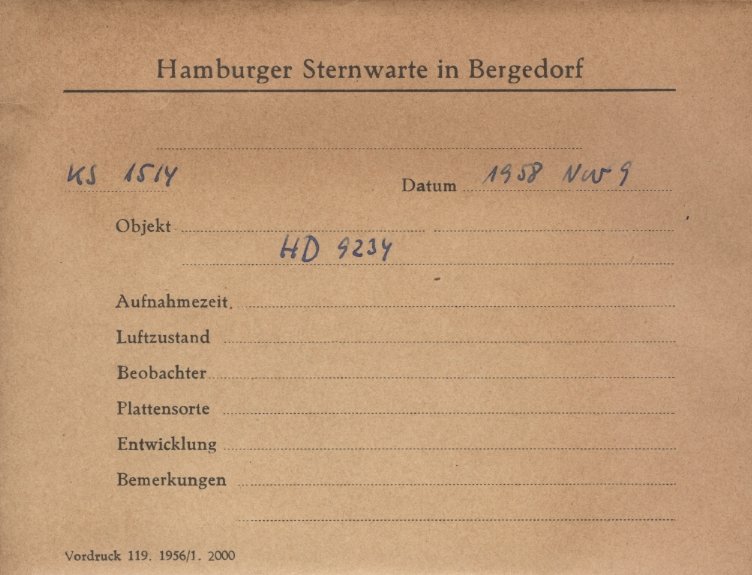 Hamburger Sternwarte in Bergedorf
KS 1514
Datum 1958 Nov 9
Objekt
HD 9234
Aufnahmezeit
Luftzustand
Beobachter
Plattensorte
Entwicklung
Bemerkungen
Vordruck 119. 1956/1. 2000